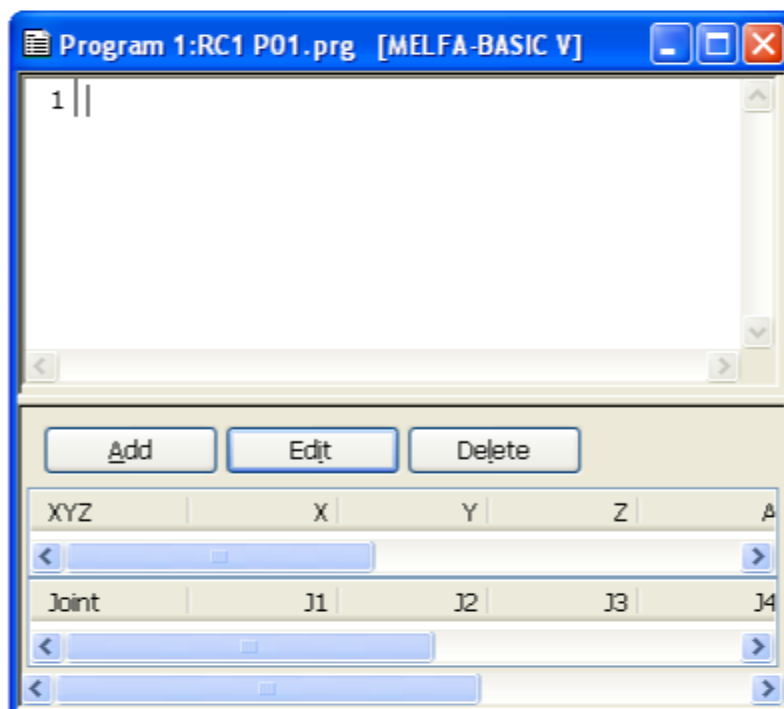 Program 1:RC1 P01.prg [MELFA-BASIC V]
1
Add Edit Delete
XYZ X Y Z A
Joint J1 J2 J3 J4